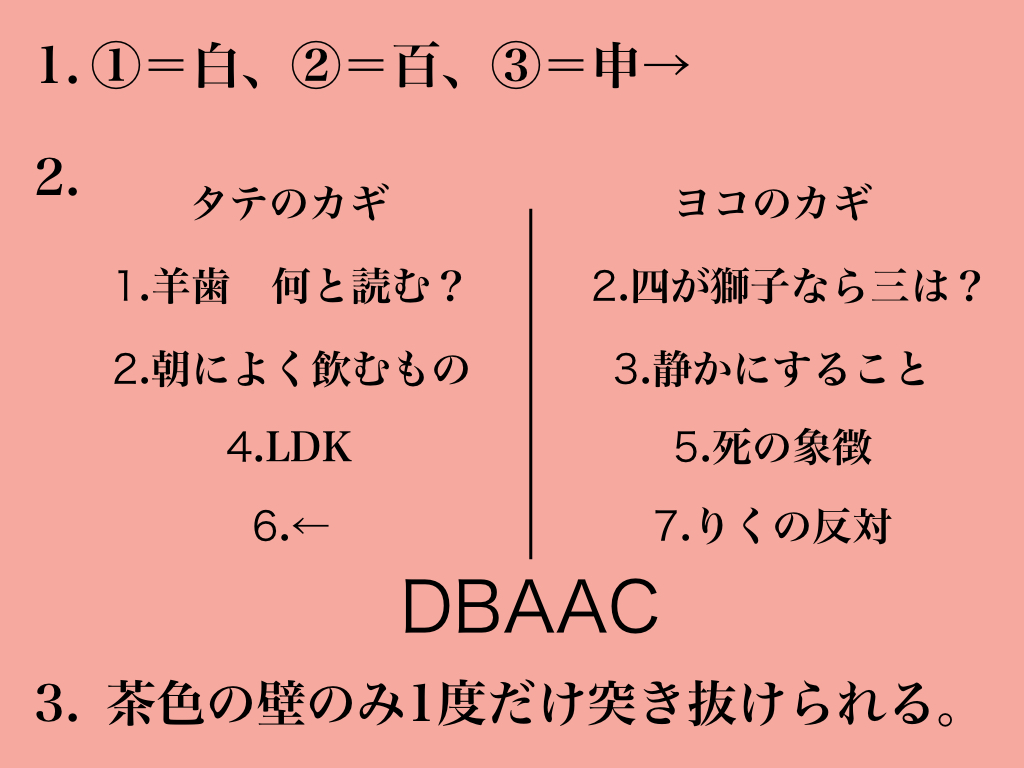 1. ①＝白、②＝百、③＝申→
2.
タテのカギ
1.羊歯　何と読む？
2.朝によく飲むもの
4.LDK
6.←
ヨコのカギ
2.四が獅子なら三は？
3.静かにすること
5.死の象徴
7.りくの反対
DBAAC
3. 茶色の壁のみ1度だけ突き抜けられる。